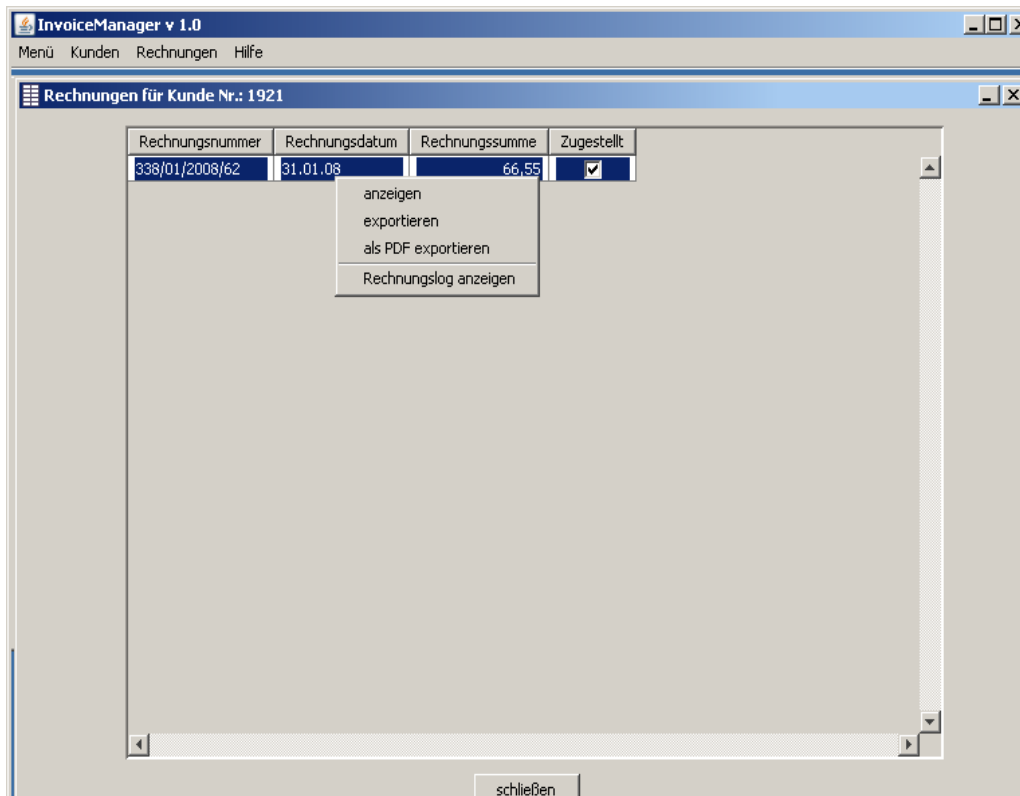 InvoiceManager v 1.0
Menü Kunden Rechnungen Hilfe
Rechnungen für Kunde Nr.: 1921
Rechnungsnummer Rechnungsdatum Rechnungssumme Zugestellt
338/01/2008/62 31.01.08 66,55
anzeigen
exportieren
als PDF exportieren
Rechnungslog anzeigen
schließen